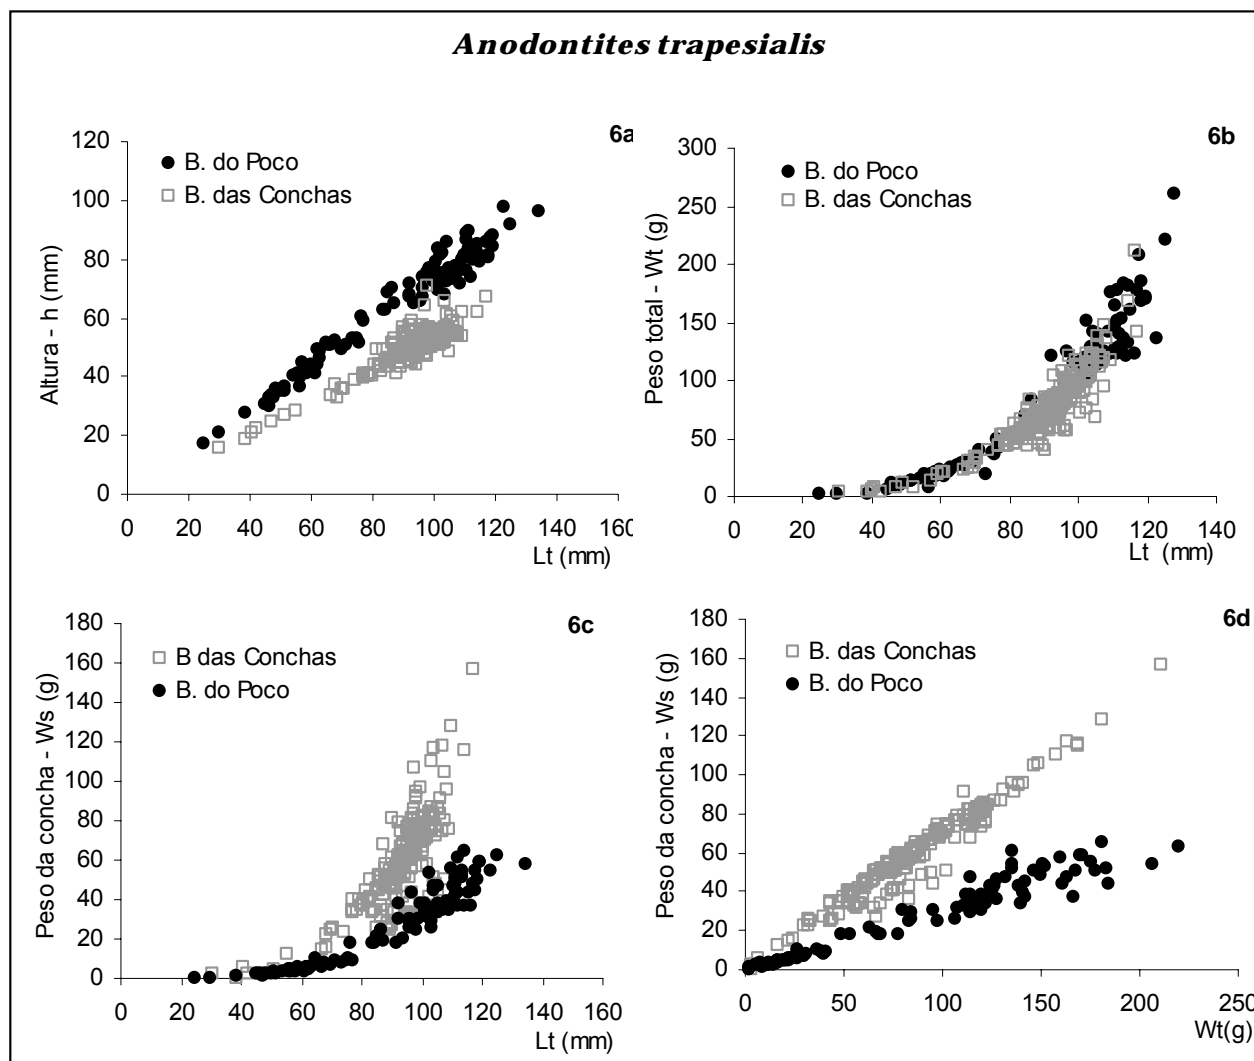 Anodontites trapesialis
6a
120
100
80
60
40
20
0
Altura - h (mm)
B. do Poco
B. das Conchas
0 20 40 60 80 100 120 140 160
Lt (mm)
6b
300
250
200
150
100
50
0
Peso total - Wt (g)
B. do Poco
B. das Conchas
0 20 40 60 80 100 120 140
Lt (mm)
6c
180
160
140
120
100
80
60
40
20
0
Peso da concha - Ws (g)
B das Conchas
B. do Poco
0 20 40 60 80 100 120 140 160
Lt (mm)
6d
180
160
140
120
100
80
60
40
20
0
Peso da concha - Ws (g)
B. das Conchas
B. do Poco
0 50 100 150 200 250
Wt(g)